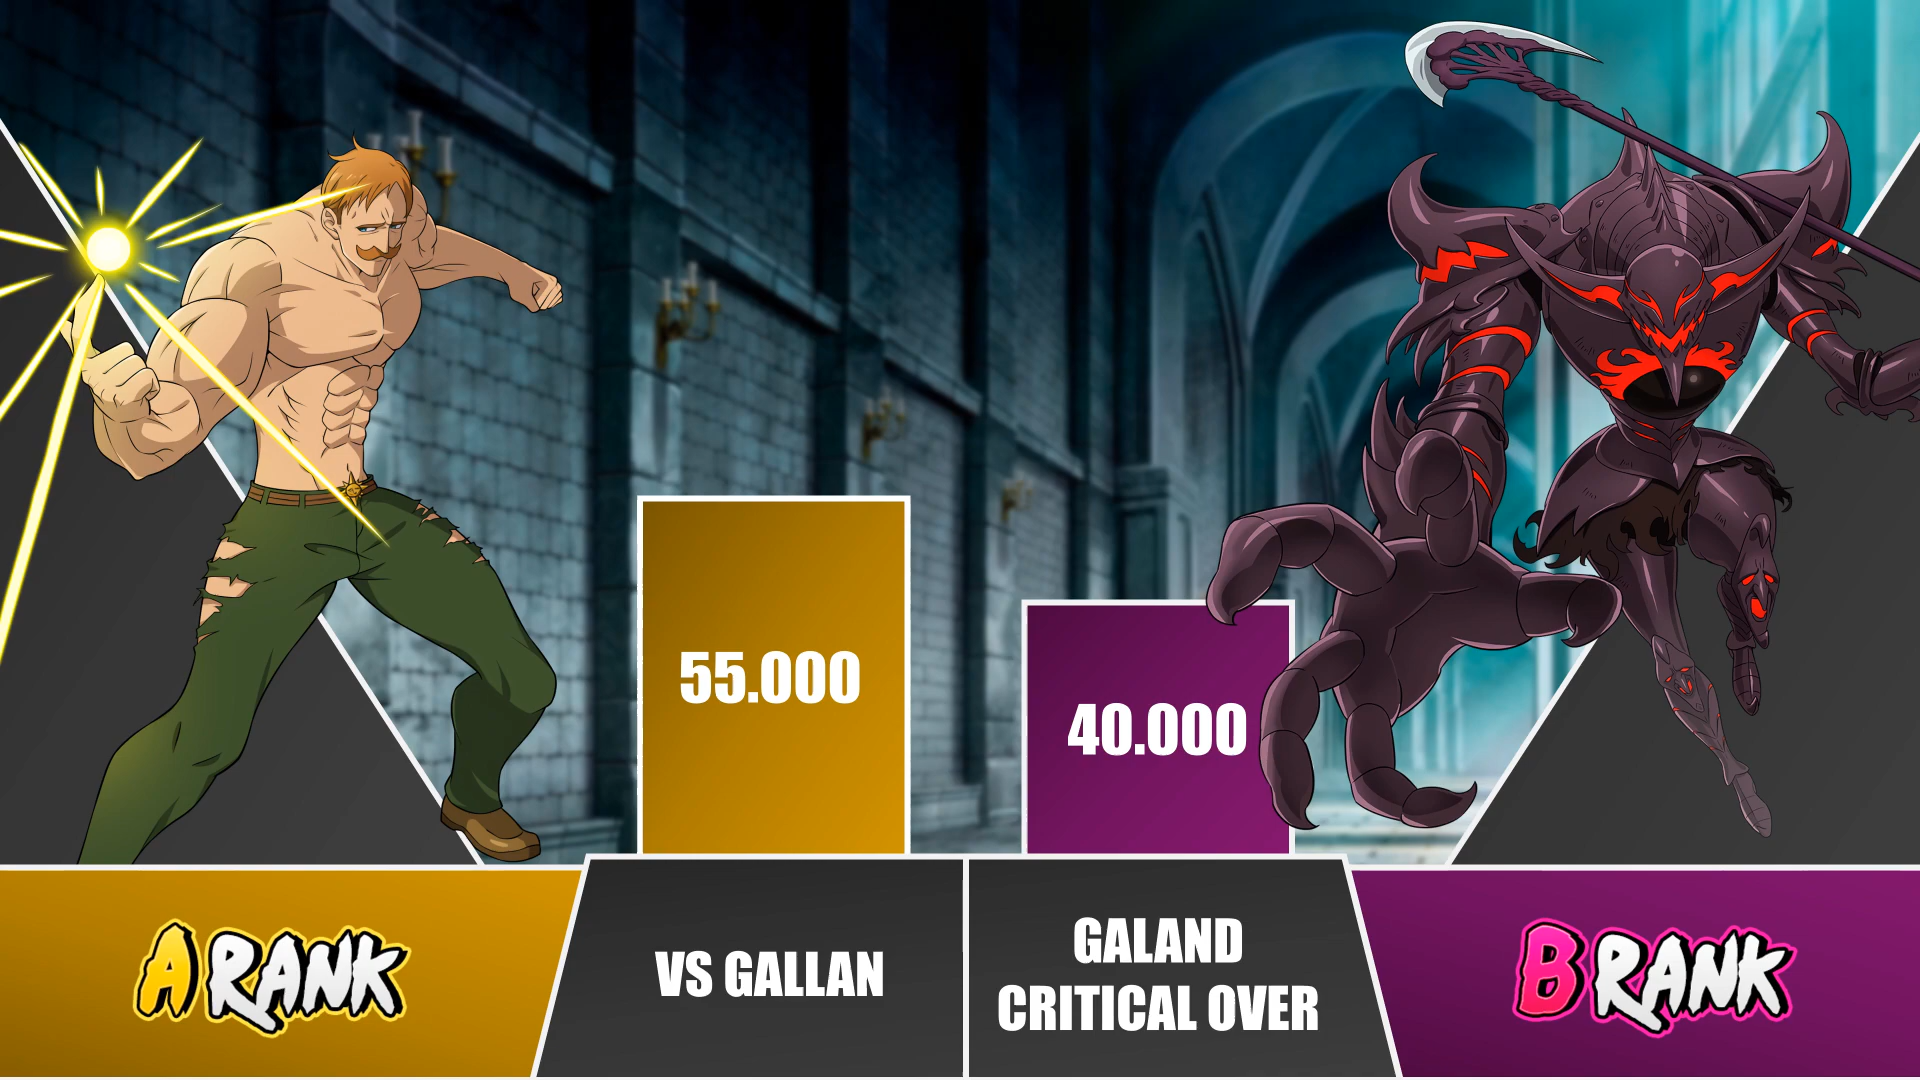 55.000
40.000
A RANK
VS GALLAN
GALAND
CRITICAL OVER
B RANK